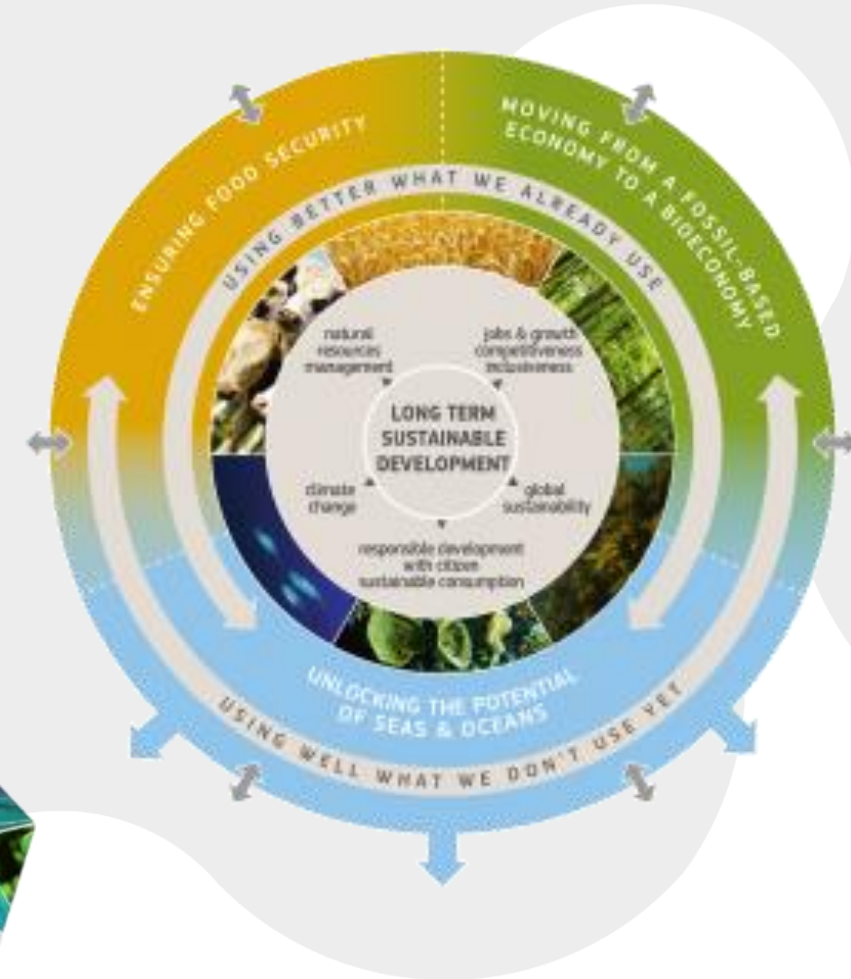 ENSURING FOOD SECURITY
MOVING FROM A FOSSIL-BASED
ECONOMY TO A BIOECONOMY
USING BETTER WHAT WE ALREADY USE
natural
resources
management
jobs & growth
competitiveness
inclusiveness
LONG TERM
SUSTAINABLE
DEVELOPMENT
climate
change
global
sustainability
responsible development
with citizen
sustainable consumption
UNLOCKING THE POTENTIAL
OF SEAS & OCEANS
USING WELL WHAT WE DON'T USE YET